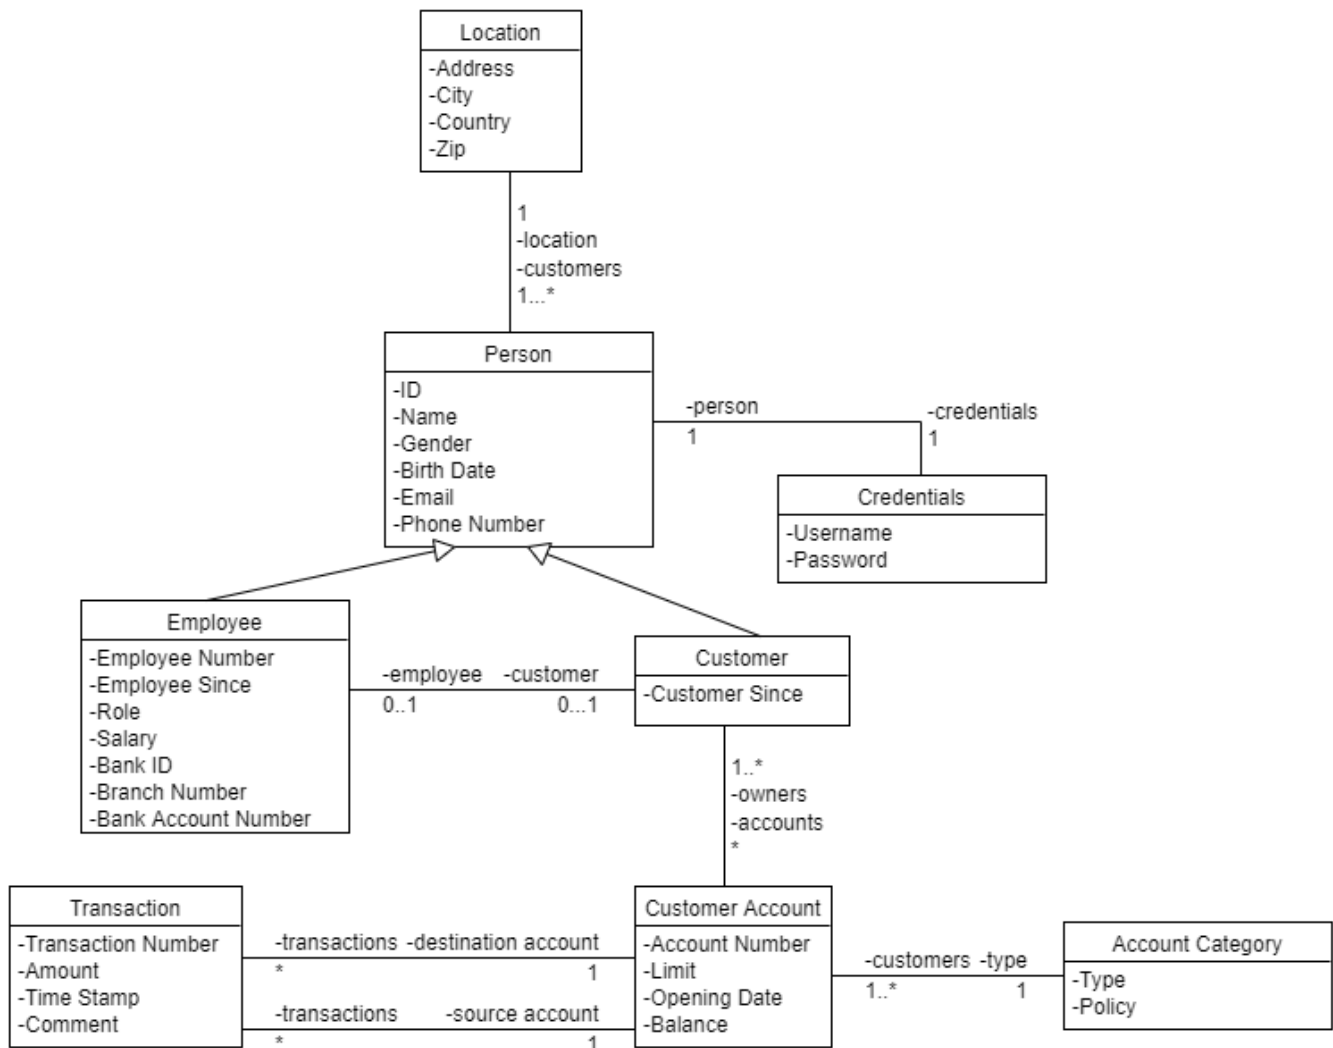 Location
-Address
-City
-Country
-Zip
1
-location
-customers
1...*
Person
-ID
-Name
-Gender
-Birth Date
-Email
-Phone Number
-person
1
-credentials
1
Credentials
-Username
-Password
Employee
-Employee Number
-Employee Since
-Role
-Salary
-Bank ID
-Branch Number
-Bank Account Number
-employee -customer
0..1 0...1
Customer
-Customer Since
1..*
-owners
-accounts
*
Transaction
-Transaction Number
-Amount
-Time Stamp
-Comment
-transactions -destination account
* 1
-transactions -source account
* 1
Customer Account
-Account Number
-Limit
-Opening Date
-Balance
-customers -type
1..* 1
Account Category
-Type
-Policy